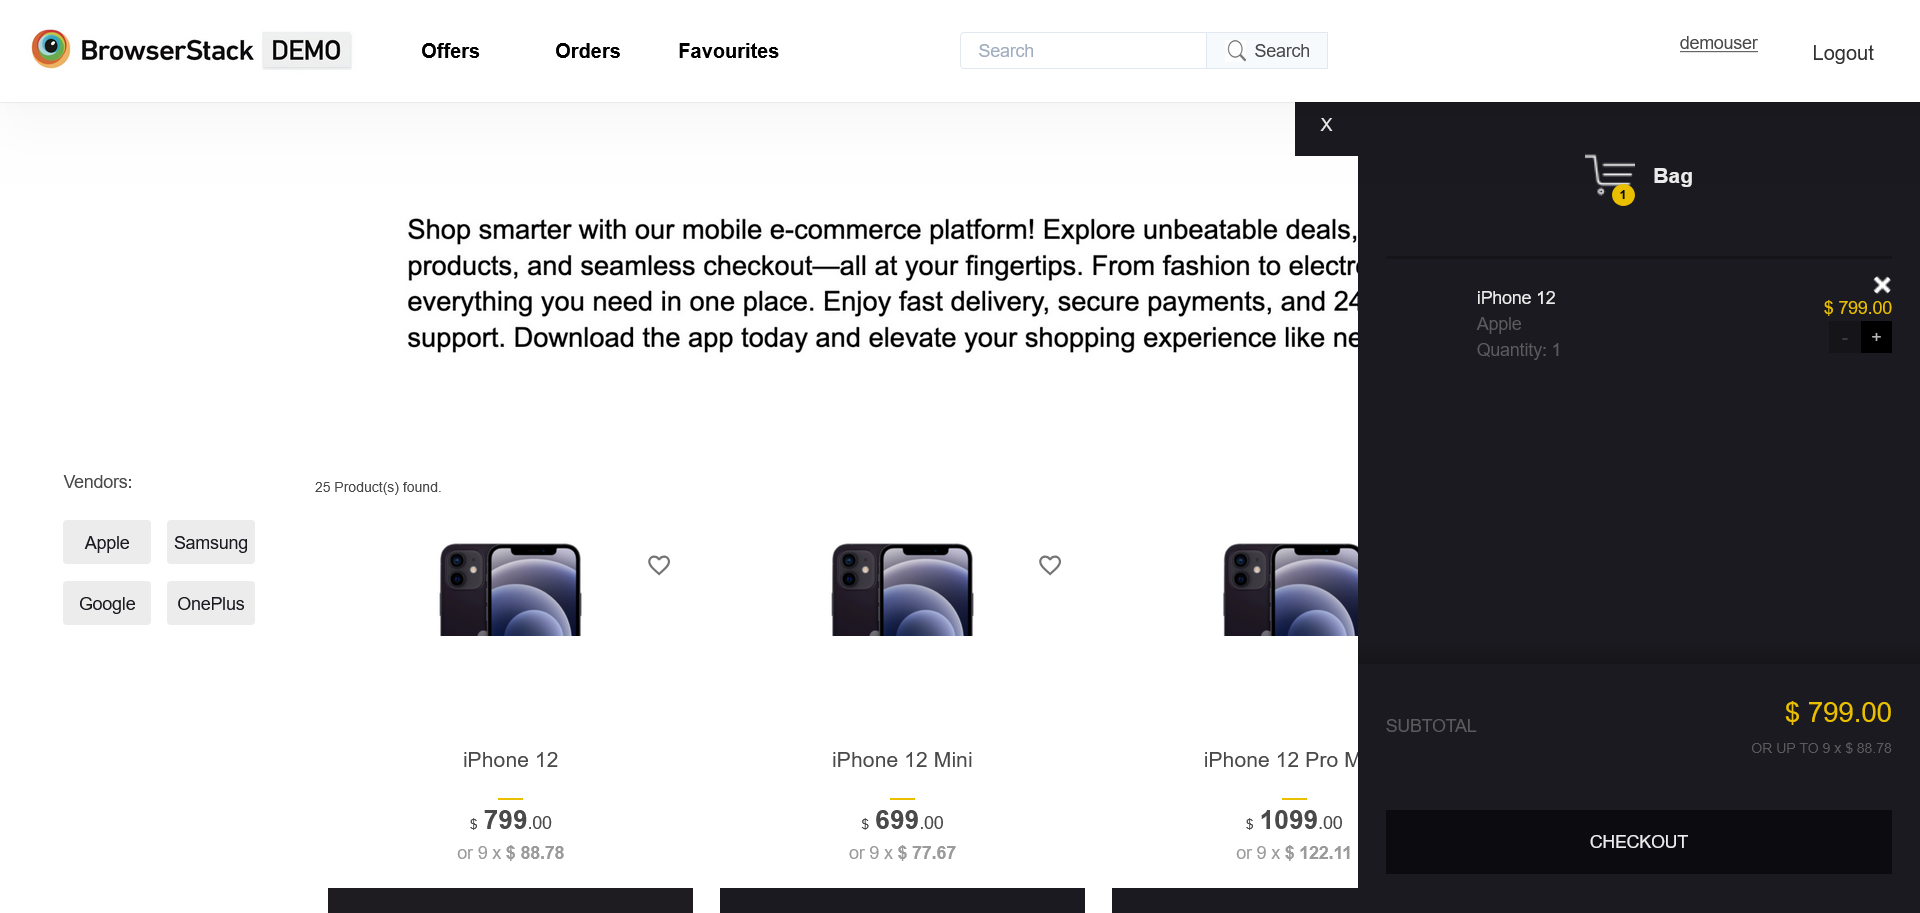 BrowserStack DEMO
Offers
Orders
Favourites
Search
Search
demouser
Logout
X
1
Bag
Shop smarter with our mobile e-commerce platform! Explore unbeatable deals,
products, and seamless checkout—all at your fingertips. From fashion to
everything you need in one place. Enjoy fast delivery, secure payments, and
support. Download the app today and elevate your shopping experience like
iPhone 12
$ 799.00
Apple
- +
Quantity: 1
Vendors:
25 Product(s) found.
Apple
Samsung
Google
OnePlus
iPhone 12
$ 799.00
or 9 x $ 88.78
iPhone 12 Mini
$ 699.00
or 9 x $ 77.67
iPhone 12 Pro
$ 1099.00
or 9 x $ 122.11
SUBTOTAL
$ 799.00
OR UP TO 9 x $ 88.78
CHECKOUT